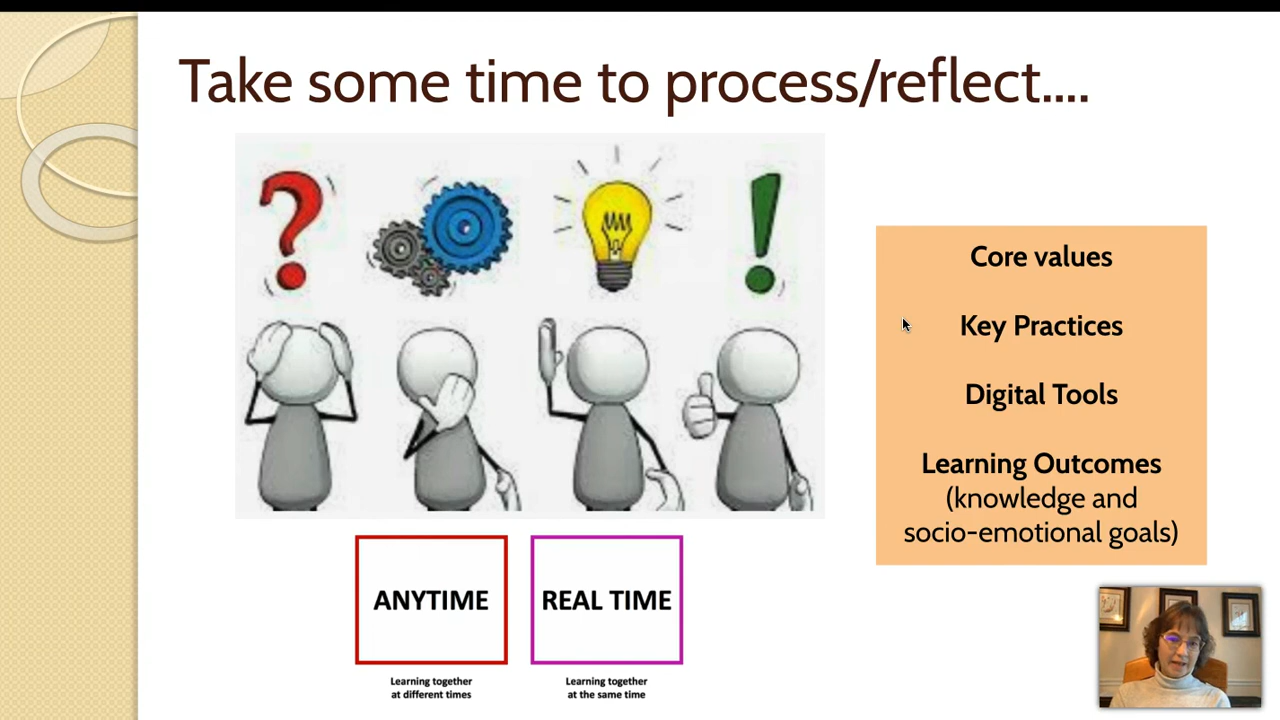 Take some time to process/reflect....
Core values
Key Practices
Digital Tools
Learning Outcomes
(knowledge and
socio-emotional goals)
ANYTIME
Learning together
at different times
REAL TIME
Learning together
at the same time